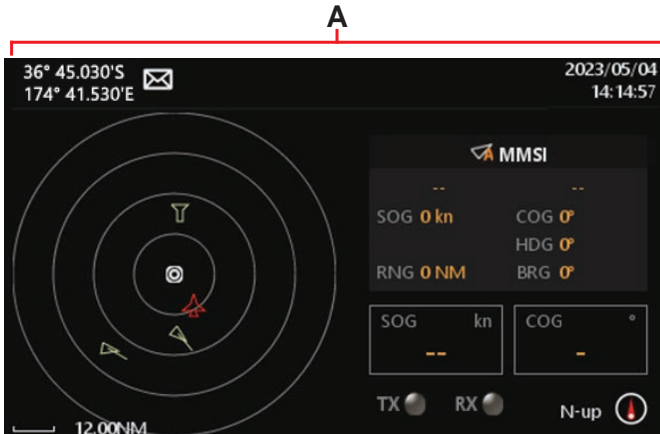 A
36° 45.030'S
174° 41.530'E
2023/05/04
14:14:57
MMSI
-- --
SOG 0 kn COG 0°
HDG 0°
RNG 0 NM BRG 0°
SOG kn COG °
-- -
TX RX N-up
12.00NM